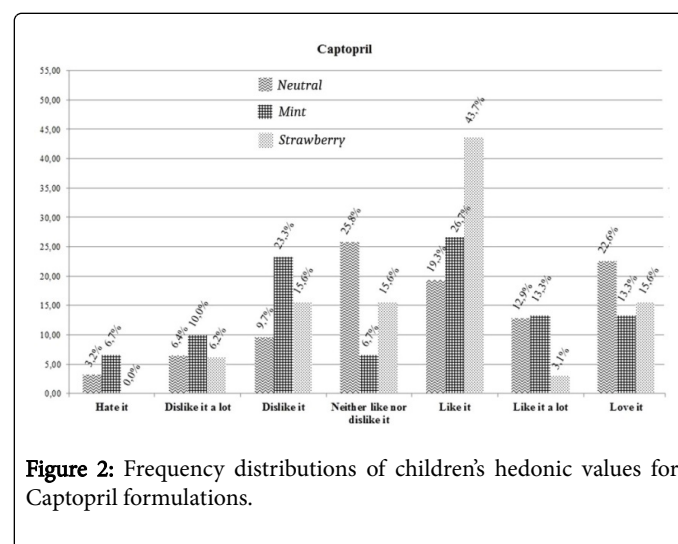 Captopril
55,00
50,00
45,00
40,00
35,00
30,00
25,00
20,00
15,00
10,00
5,00
0,00
Neutral
Mint
Strawberry
3,2%
6,7%
0,0%
6,4%
10,0%
6,2%
9,7%
23,3%
15,6%
25,8%
6,7%
15,6%
19,3%
26,7%
43,7%
12,9%
13,3%
3,1%
22,6%
13,3%
15,6%
Hate it
Dislike it a lot
Dislike it
Neither like nor
dislike it
Like it
Like it a lot
Love it
Figure 2: Frequency distributions of children's hedonic values for
Captopril formulations.